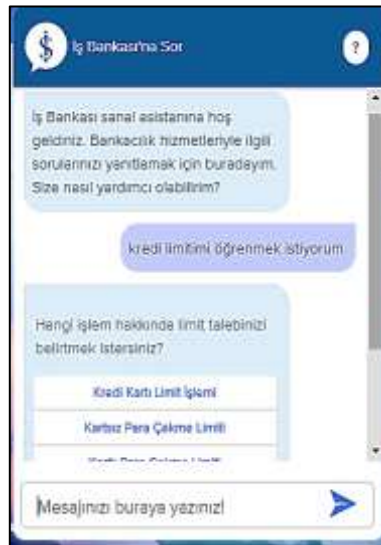 İş Bankası'na Sor
?
İş Bankası sanal asistanına hoş
geldiniz. Bankacılık hizmetleriyle ilgili
sorularınızı yanıtlamak için buradayım.
Size nasıl yardımcı olabilirim?
kredi limitimi öğrenmek istiyorum
Hangi işlem hakkında limit talebinizi
belirtmek istersiniz?
Kredi Kartı Limit İşlemi
Kartsız Para Çekme Limiti
Mesajınızı buraya yazınız!